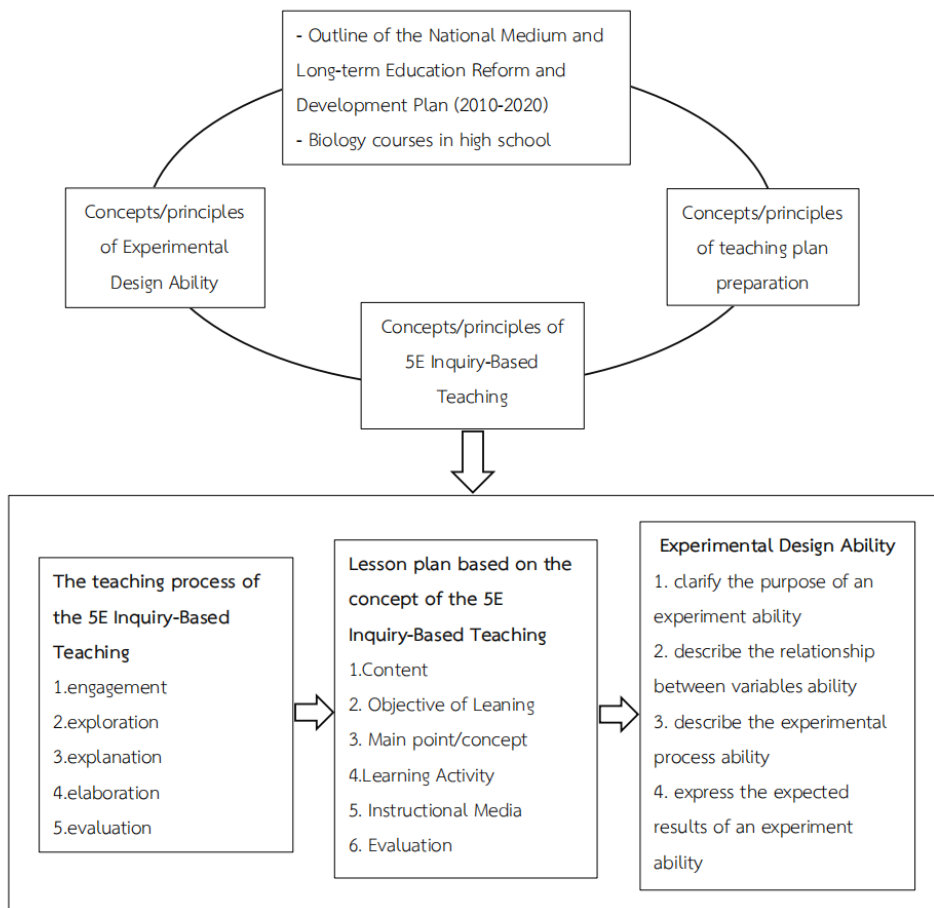 - Outline of the National Medium and
Long-term Education Reform and
Development Plan (2010-2020)
- Biology courses in high school
Concepts/principles
of Experimental
Design Ability
Concepts/principles
of teaching plan
preparation
Concepts/principles of
5E Inquiry-Based
Teaching
The teaching process of
the 5E Inquiry-Based
Teaching
1.engagement
2.exploration
3.explanation
4.elaboration
5.evaluation
Lesson plan based on the
concept of the 5E
Inquiry-Based Teaching
1.Content
2. Objective of Leaning
3. Main point/concept
4.Learning Activity
5. Instructional Media
6. Evaluation
Experimental Design Ability
1. clarify the purpose of an
experiment ability
2. describe the relationship
between variables ability
3. describe the experimental
process ability
4. express the expected
results of an experiment
ability